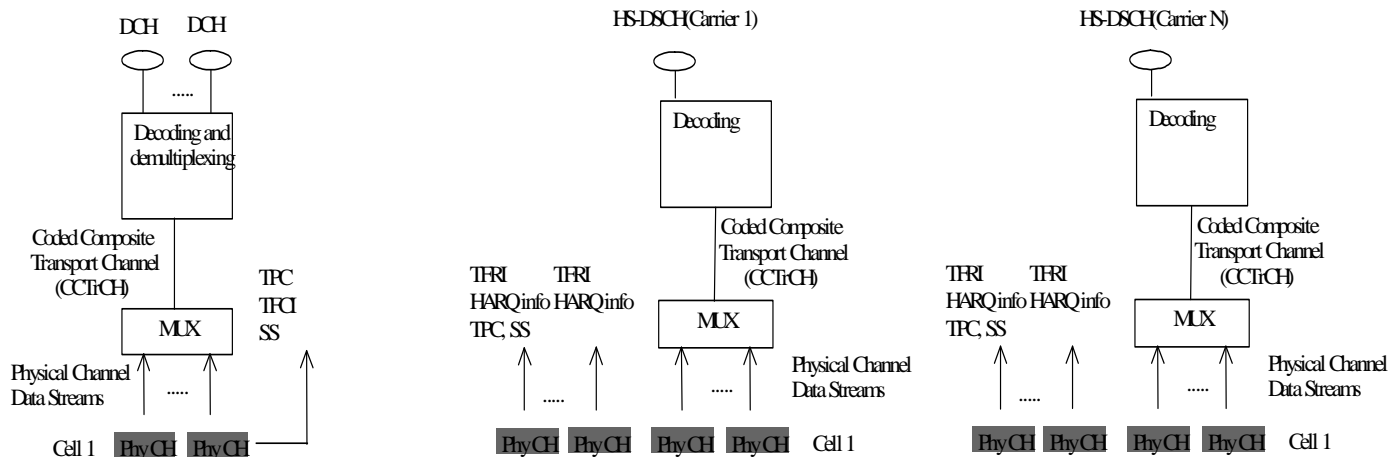 DCH DCH
.....
Decoding and
demultiplexing
Coded Composite
Transport Channel
(CCTrCH)
TPC
TFCI
SS
MUX
Physical Channel
Data Streams
.....
Cell 1 Phy CH Phy CH
HS-DSCH(Carrier 1)
Decoding
Coded Composite
Transport Channel
(CCTrCH)
TFRI TFRI
HARQ info HARQ info
TPC, SS
MUX
Physical Channel
Data Streams
..... .....
Phy CH Phy CH Phy CH Phy CH Cell 1
HS-DSCH(Carrier N)
Decoding
Coded Composite
Transport Channel
(CCTrCH)
TFRI TFRI
HARQ info HARQ info
TPC, SS
MUX
Physical Channel
Data Streams
..... .....
Phy CH Phy CH Phy CH Phy CH Cell 1